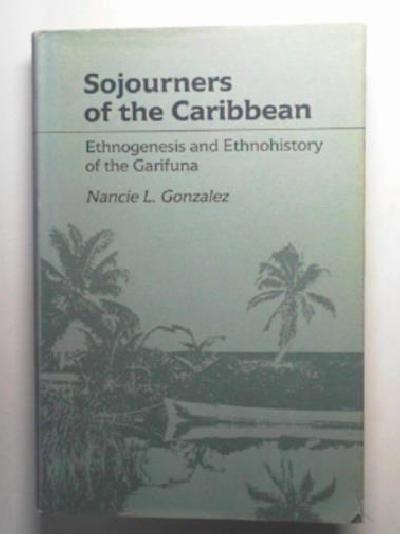 Sojourners
of the Caribbean
Ethnogenesis and Ethnohistory
of the Garifuna
Nancie L. Gonzalez